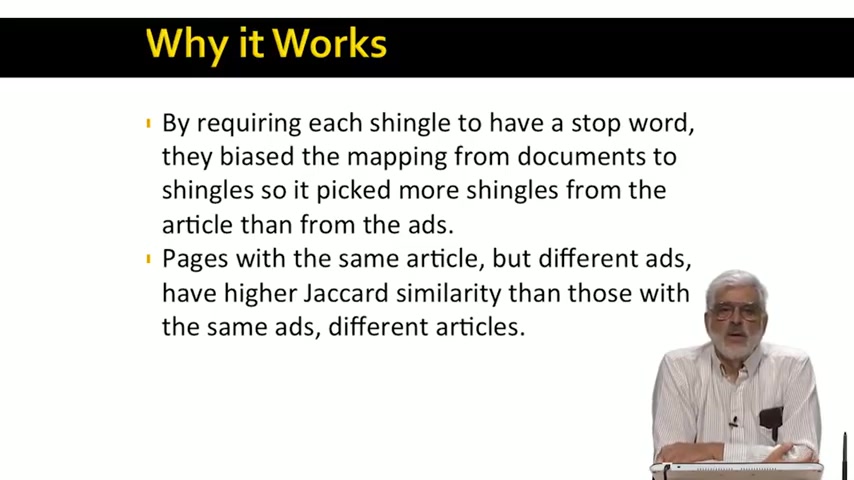 Why it Works
By requiring each shingle to have a stop word,
they biased the mapping from documents to
shingles so it picked more shingles from the
article than from the ads.
Pages with the same article, but different ads,
have higher Jaccard similarity than those with
the same ads, different articles.